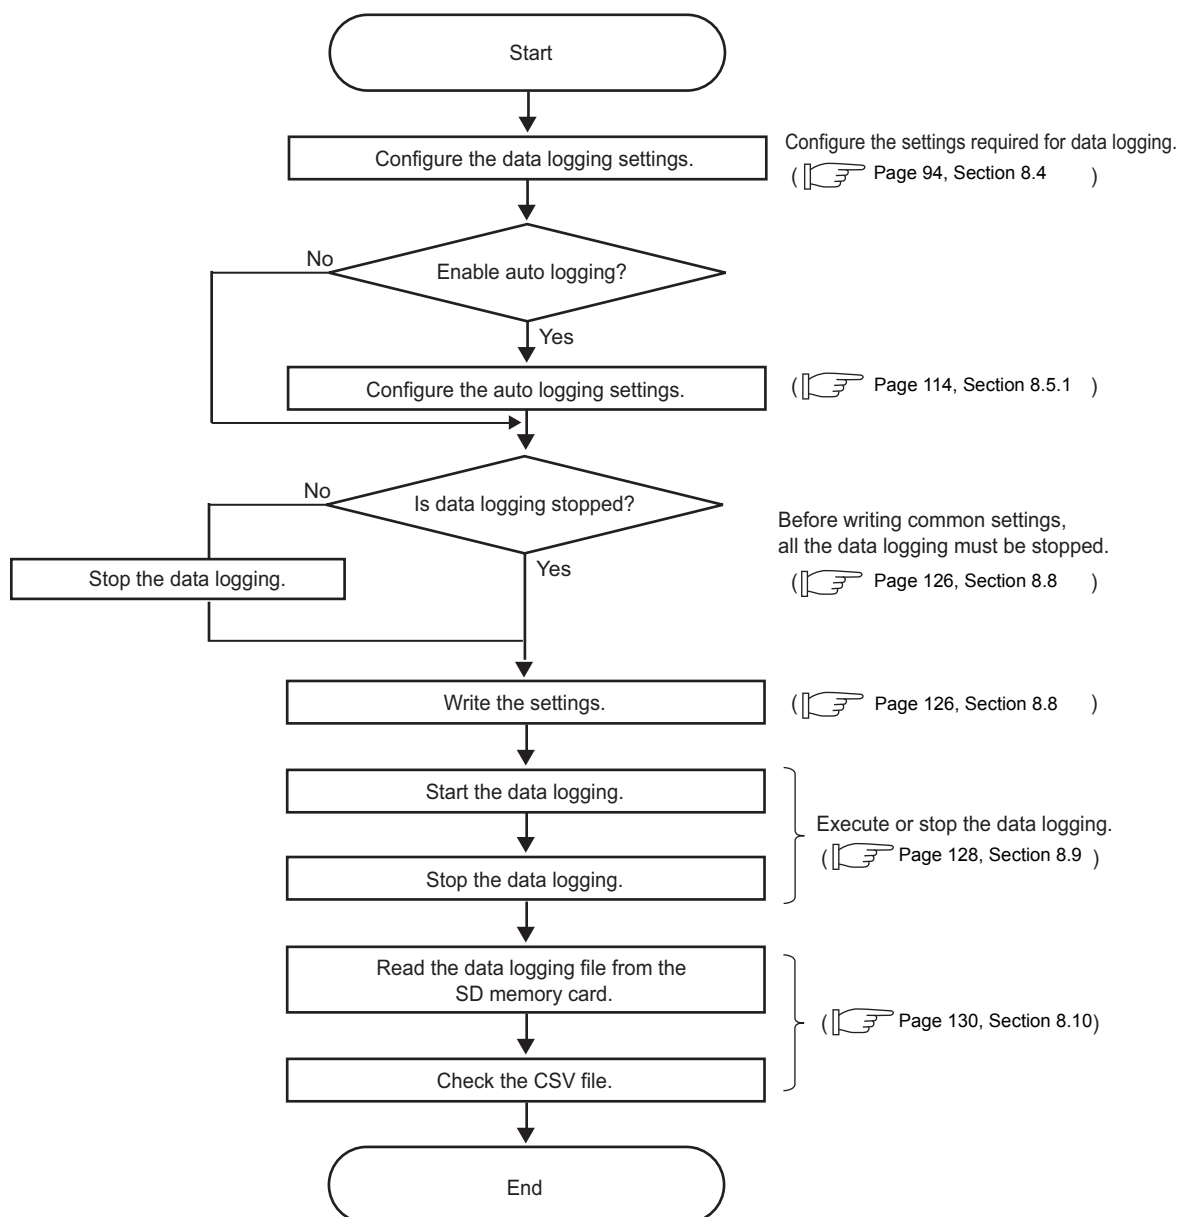 Start
Configure the data logging settings.
Configure the settings required for data logging.
( Page 94, Section 8.4 )
No
Enable auto logging?
Yes
Configure the auto logging settings.
( Page 114, Section 8.5.1 )
No
Is data logging stopped?
Before writing common settings,
all the data logging must be stopped.
( Page 126, Section 8.8 )
Yes
Stop the data logging.
Write the settings.
( Page 126, Section 8.8 )
Start the data logging.
Execute or stop the data logging.
( Page 128, Section 8.9 )
Stop the data logging.
Read the data logging file from the
SD memory card.
( Page 130, Section 8.10)
Check the CSV file.
End